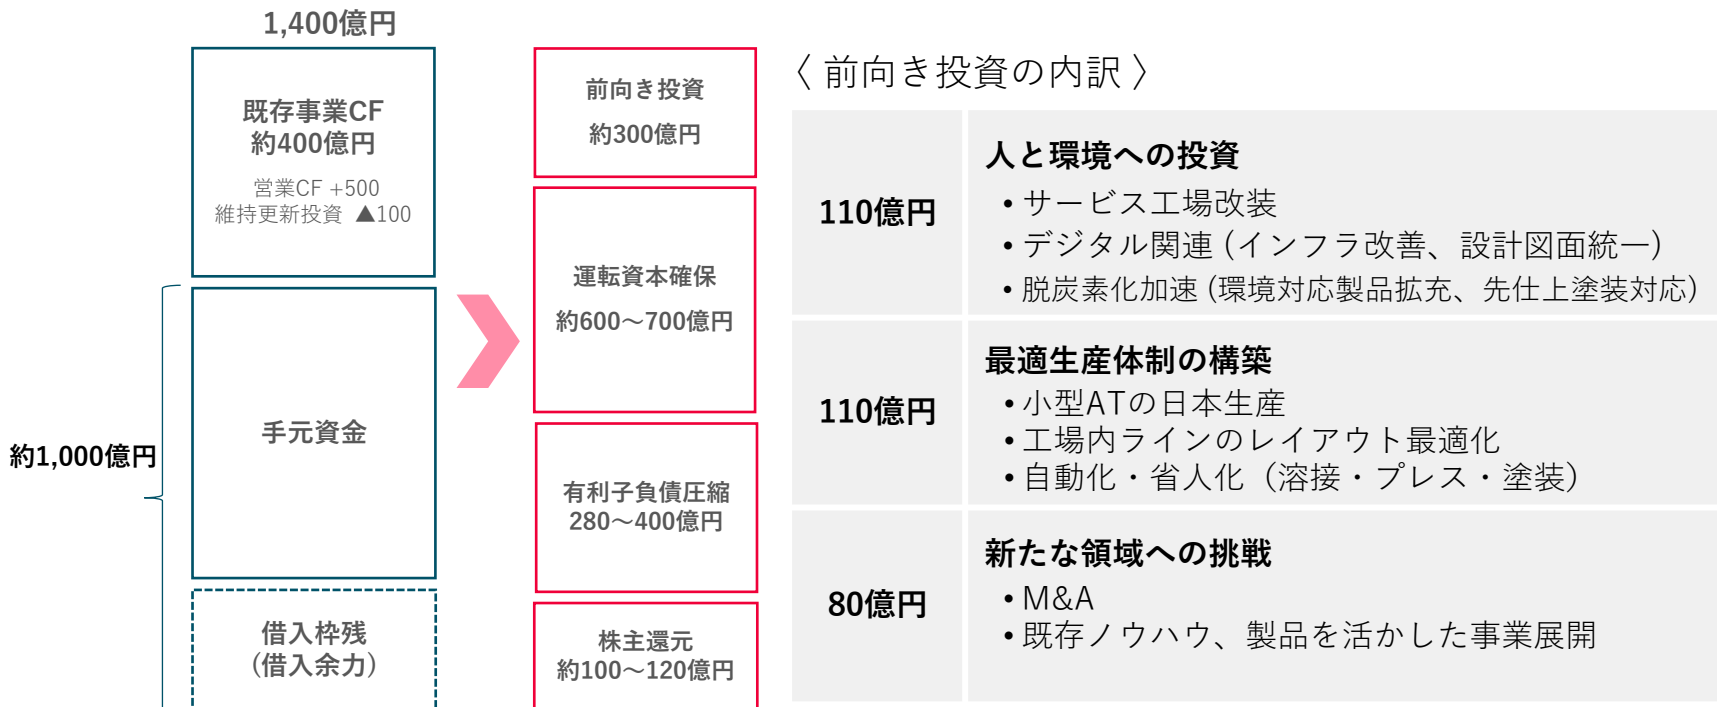 1,400億円
既存事業CF
約400億円
営業CF +500
維持更新投資 ▲100
約1,000億円
手元資金
借入枠残
(借入余力)
前向き投資
約300億円
運転資本確保
約600～700億円
有利子負債圧縮
280～400億円
株主還元
約100～120億円
〈 前向き投資の内訳 〉
110億円
人と環境への投資
• サービス工場改装
• デジタル関連 (インフラ改善、設計図面統一)
• 脱炭素化加速 (環境対応製品拡充、先仕上塗装対応)
110億円
最適生産体制の構築
• 小型ATの日本生産
• 工場内ラインのレイアウト最適化
• 自動化・省人化（溶接・プレス・塗装）
80億円
新たな領域への挑戦
• M&A
• 既存ノウハウ、製品を活かした事業展開